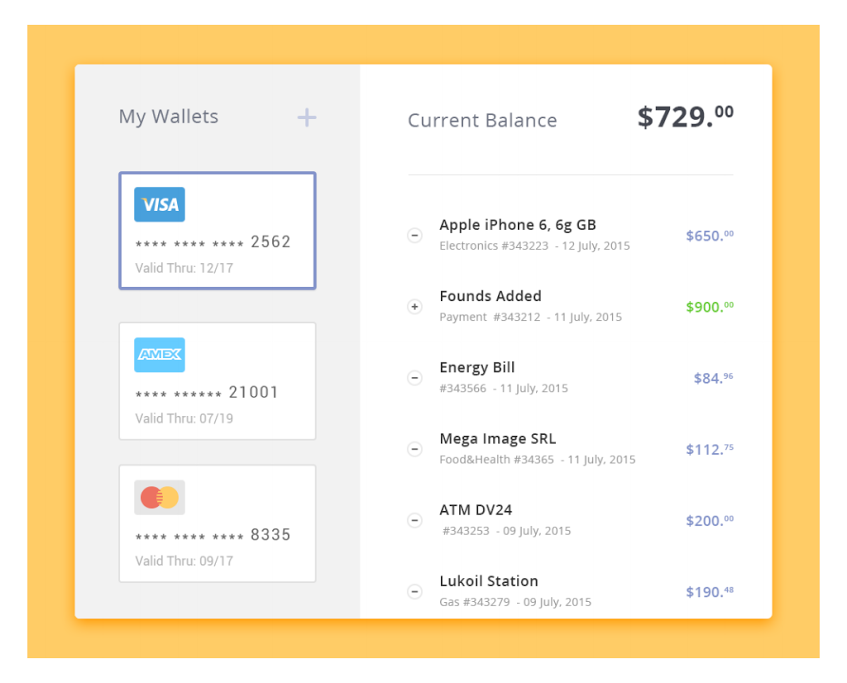 My Wallets
+
VISA
**** **** **** 2562
Valid Thru: 12/17
AMEX
**** ****** 21001
Valid Thru: 07/19
**** **** **** 8335
Valid Thru: 09/17
Current Balance $729.00
Apple iPhone 6, 6g GB
Electronics #343223 - 12 July, 2015
$650.00
Founds Added
Payment #343212 - 11 July, 2015
$900.00
Energy Bill
#343566 - 11 July, 2015
$84.96
Mega Image SRL
Food&Health #34365 - 11 July, 2015
$112.75
ATM DV24
#343253 - 09 July, 2015
$200.00
Lukoil Station
Gas #343279 - 09 July, 2015
$190.48